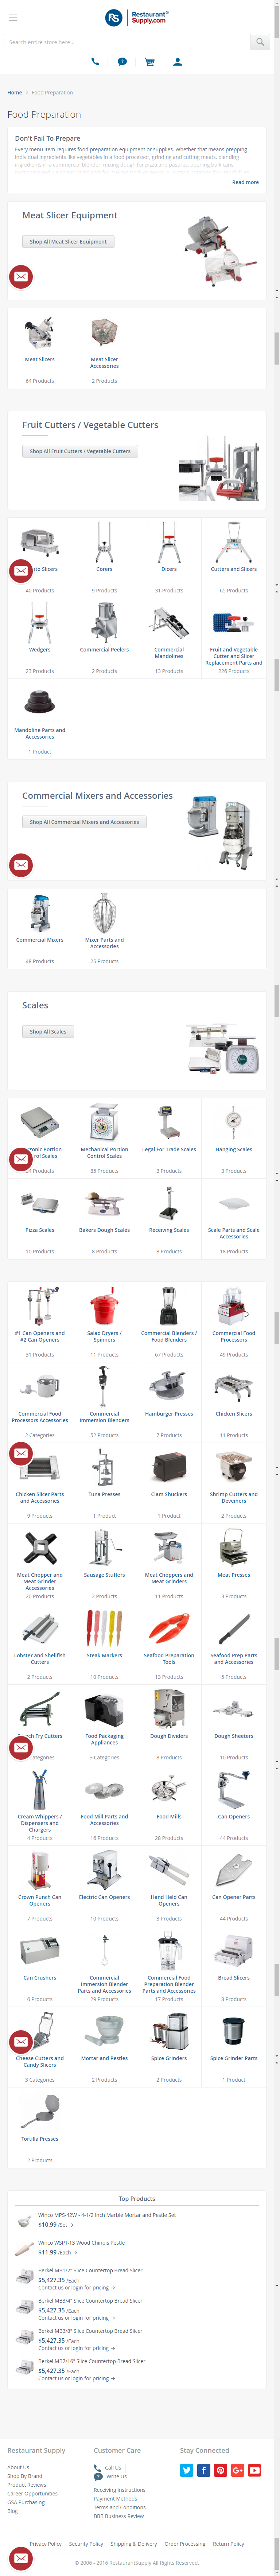 RS Restaurant Supply.com
Search entire store here...
Home > Food Preparation
Food Preparation
Don't Fail To Prepare
Every menu item requires food preparation equipment or supplies. Whether that means prepping
individual ingredients like vegetables in a food processor, grinding and cutting meats, blending
ingredients in a commercial blender, mixing dough for pizza and pastries, opening bulk cans,
Read more
Meat Slicer Equipment
Shop All Meat Slicer Equipment
Meat Slicers
64 Products
Meat Slicer
Accessories
2 Products
Fruit Cutters / Vegetable Cutters
Shop All Fruit Cutters / Vegetable Cutters
Slicers
40 Products
Corers
9 Products
Dicers
31 Products
Cutters and Slicers
65 Products
Wedgers
23 Products
Commercial Peelers
2 Products
Commercial
Mandolines
13 Products
Fruit and Vegetable
Cutter and Slicer
Replacement Parts and
226 Products
Mandoline Parts and
Accessories
1 Product
Commercial Mixers and Accessories
Shop All Commercial Mixers and Accessories
Commercial Mixers
48 Products
Mixer Parts and
Accessories
25 Products
Scales
Shop All Scales
Portion
Scales
Products
Mechanical Portion
Control Scales
85 Products
Legal For Trade Scales
3 Products
Hanging Scales
3 Products
Pizza Scales
10 Products
Bakers Dough Scales
8 Products
Receiving Scales
8 Products
Scale Parts and Scale
Accessories
18 Products
#1 Can Openers and
#2 Can Openers
31 Products
Salad Dryers /
Spinners
11 Products
Commercial Blenders /
Food Blenders
67 Products
Commercial Food
Processors
49 Products
Commercial Food
Processors Accessories
2 Categories
Commercial
Immersion Blenders
52 Products
Hamburger Presses
7 Products
Chicken Slicers
11 Products
Chicken Slicer Parts
and Accessories
9 Products
Tuna Presses
1 Product
Clam Shuckers
1 Product
Shrimp Cutters and
Deveiners
2 Products
Meat Chopper and
Meat Grinder
Accessories
20 Products
Sausage Stuffers
2 Products
Meat Choppers and
Meat Grinders
11 Products
Meat Presses
3 Products
Lobster and Shellfish
Cutters
2 Products
Steak Markers
10 Products
Seafood Preparation
Tools
13 Products
Seafood Prep Parts
and Accessories
5 Products
Fry Cutters
Categories
Food Packaging
Appliances
3 Categories
Dough Dividers
8 Products
Dough Sheeters
10 Products
Cream Whippers /
Dispensers and
Chargers
4 Products
Food Mill Parts and
Accessories
16 Products
Food Mills
28 Products
Can Openers
44 Products
Crown Punch Can
Openers
7 Products
Electric Can Openers
10 Products
Hand Held Can
Openers
3 Products
Can Opener Parts
44 Products
Can Crushers
6 Products
Commercial
Immersion Blender
Parts and Accessories
29 Products
Commercial Food
Preparation Blender
Parts and Accessories
17 Products
Bread Slicers
8 Products
Cheese Cutters and
Candy Slicers
3 Categories
Mortar and Pestles
2 Products
Spice Grinders
2 Products
Spice Grinder Parts
1 Product
Tortilla Presses
2 Products
Top Products
Winco MPS-42W - 4-1/2 Inch Marble Mortar and Pestle Set
$10.99 /Set →
Winco WSPT-13 Wood Chinois Pestle
$11.99 /Each →
Berkel MB1/2" Slice Countertop Bread Slicer
$5,427.35 /Each
Contact us or login for pricing →
Berkel MB3/4" Slice Countertop Bread Slicer
$5,427.35 /Each
Contact us or login for pricing →
Berkel MB3/8" Slice Countertop Bread Slicer
$5,427.35 /Each
Contact us or login for pricing →
Berkel MB7/16" Slice Countertop Bread Slicer
$5,427.35 /Each
Contact us or login for pricing →
Restaurant Supply
About Us
Shop By Brand
Product Reviews
Career Opportunities
GSA Purchasing
Blog
Customer Care
Call Us
Write Us
Receiving Instructions
Payment Methods
Terms and Conditions
BBB Business Review
Stay Connected
Privacy Policy Security Policy Shipping & Delivery Order Processing Return Policy
© 2006 - 2018 RestaurantSupply All Rights Reserved.